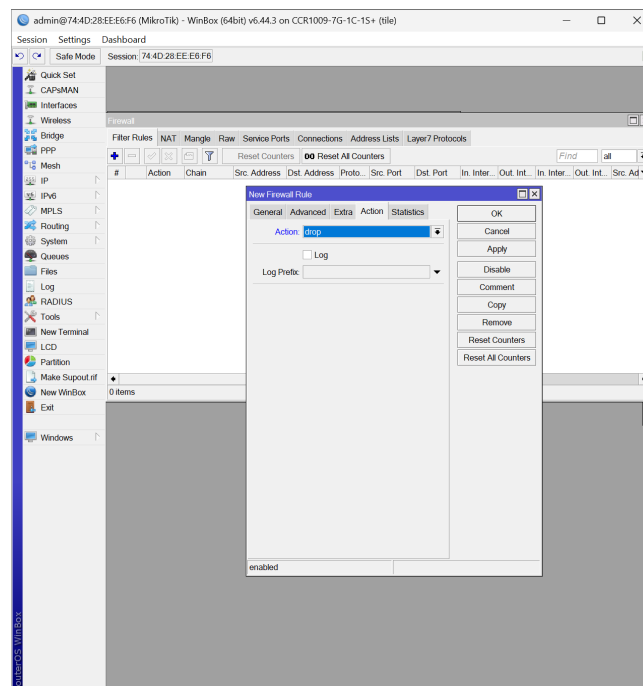 admin@74:4D:28:EE:E6:F6 (MikroTik) - WinBox (64bit) v6.44.3 on CCR1009-7G-1C-1S+ (tile)
Session Settings Dashboard
Safe Mode Session: 74:4D:28:EE:E6:F6
Quick Set
CAPsMAN
Interfaces
Wireless
Bridge
PPP
Mesh
IP
IPv6
MPLS
Routing
System
Queues
Files
Log
RADIUS
Tools
New Terminal
LCD
Partition
Make Supout.rif
New WinBox
Exit
Windows
Firewall
Filter Rules NAT Mangle Raw Service Ports Connections Address Lists Layer7 Protocols
Reset Counters 00 Reset All Counters Find all
# Action Chain Src. Address Dst. Address Proto... Src. Port Dst. Port In. Inter... Out. Int... In. Inter... Out. Int... Src. Ad
0 items
New Firewall Rule
General Advanced Extra Action Statistics
Action: drop
Log
Log Prefix:
OK
Cancel
Apply
Disable
Comment
Copy
Remove
Reset Counters
Reset All Counters
enabled
outerOS WinBox